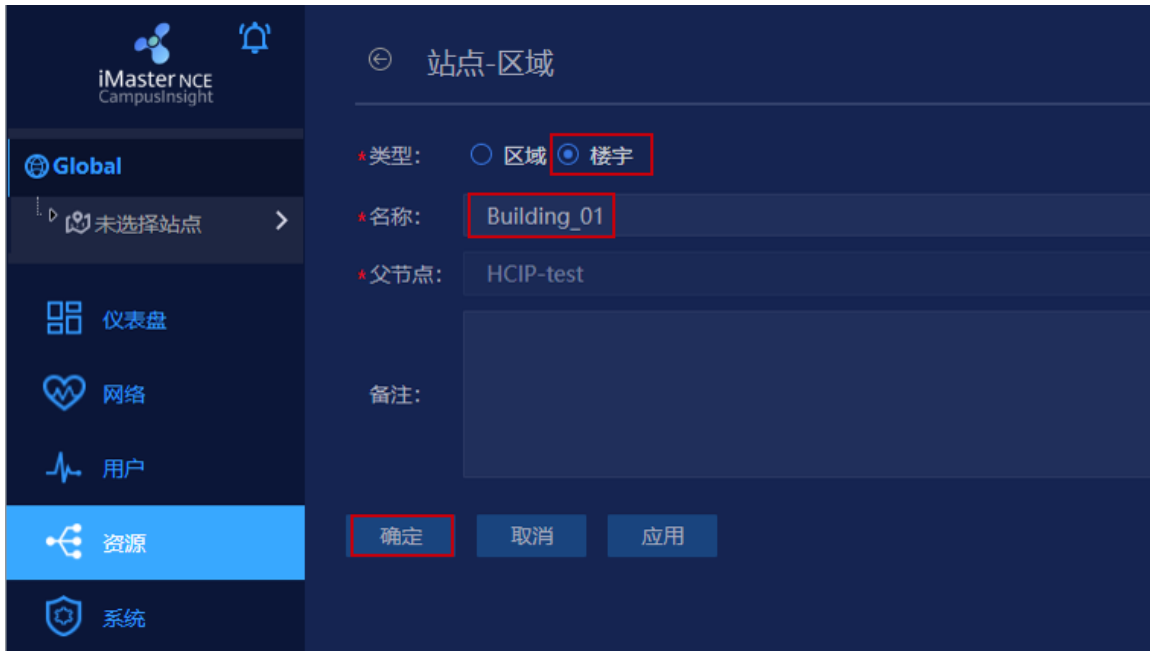 iMaster NCE
CampusInsight
Global
未选择站点
仪表盘
网络
用户
资源
系统
站点-区域
*类型: 区域 楼宇
*名称: Building_01
*父节点: HCIP-test
备注:
确定 取消 应用